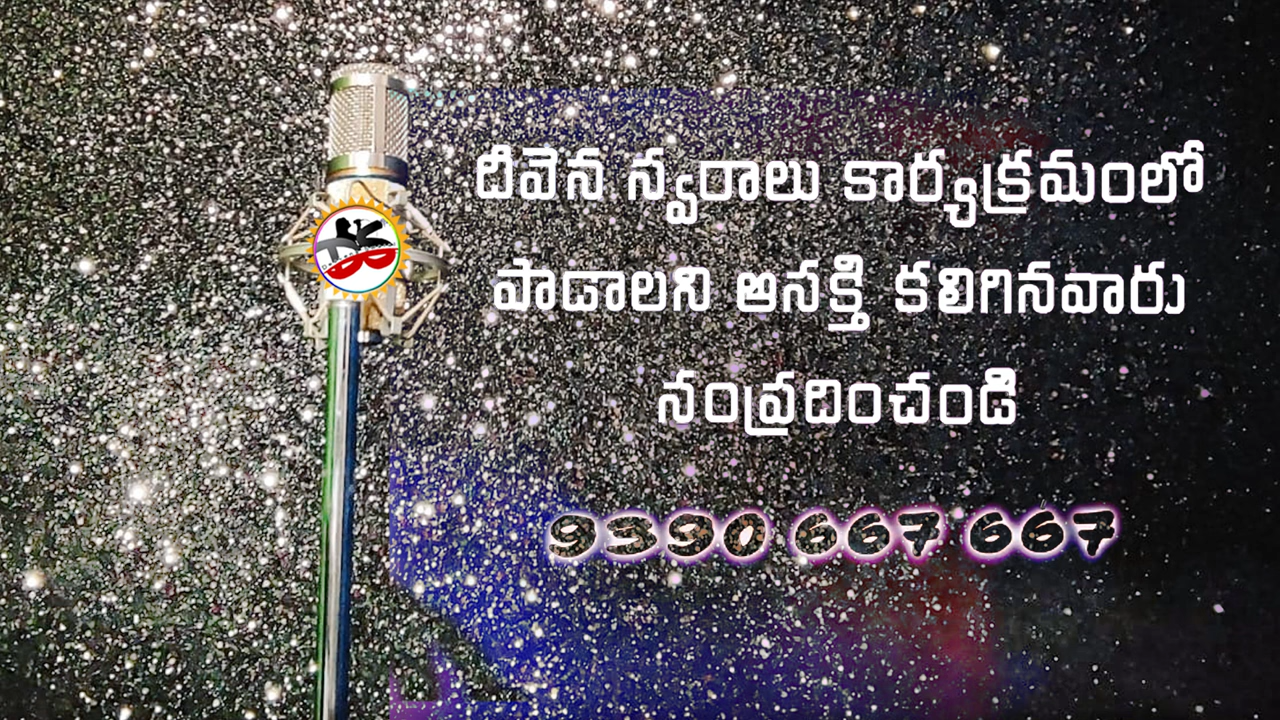 దీవెన స్వరాలు కార్యక్రమంలో
పాడాలని ఆసక్తి కలిగినవారు
సంప్రదించండి
9390 667 667